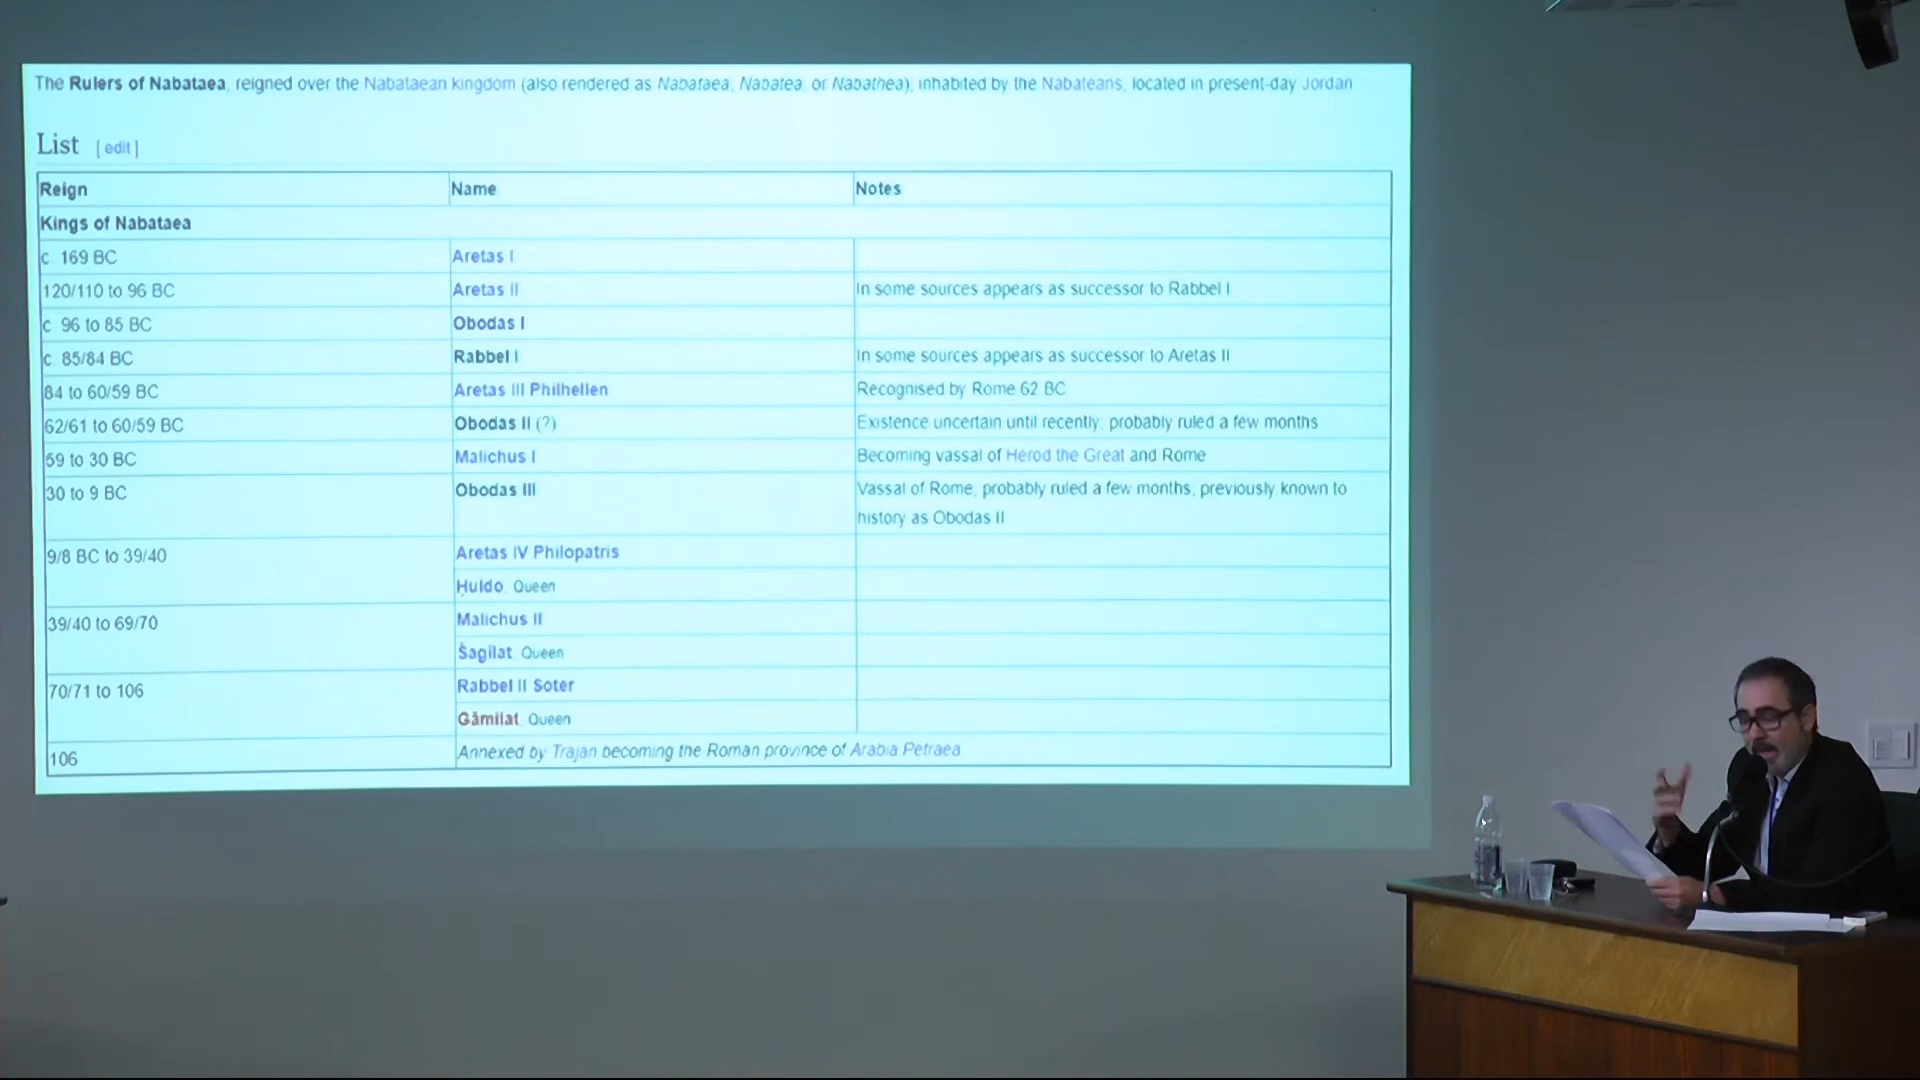 The Rulers of Nabataea, reigned over the Nabataean kingdom (also rendered as Nabataea, Nabatea, or Nabathea), inhabited by the Nabateans, located in present-day Jordan
List [ edit ]
Reign Name Notes
Kings of Nabataea
c. 169 BC Aretas I
120/110 to 96 BC Aretas II In some sources appears as successor to Rabbel I
c. 96 to 85 BC Obodas I
c. 85/84 BC Rabbel I In some sources appears as successor to Aretas II
84 to 60/59 BC Aretas III Philhellen Recognised by Rome 62 BC
62/61 to 60/59 BC Obodas II (?) Existence uncertain until recently; probably ruled a few months
59 to 30 BC Malichus I Becoming vassal of Herod the Great and Rome
30 to 9 BC Obodas III Vassal of Rome, probably ruled a few months, previously known to
history as Obodas II
9/8 BC to 39/40 Aretas IV Philopatris
Ḥuldo, Queen
39/40 to 69/70 Malichus II
Šagīlat, Queen
70/71 to 106 Rabbel II Soter
Gāmilat, Queen
106 Annexed by Trajan becoming the Roman province of Arabia Petraea